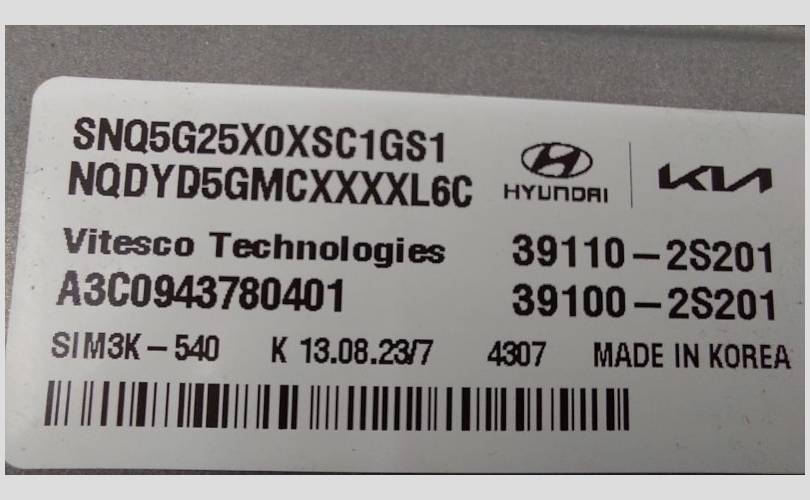 SNQ5G25X0XSC1GS1
NQDYD5GMCXXXXL6C
HYUNDAI
KIA
Vitesco Technologies 39110-2S201
A3C0943780401 39100-2S201
SIM3K-540 K 13.08.23/7 4307 MADE IN KOREA